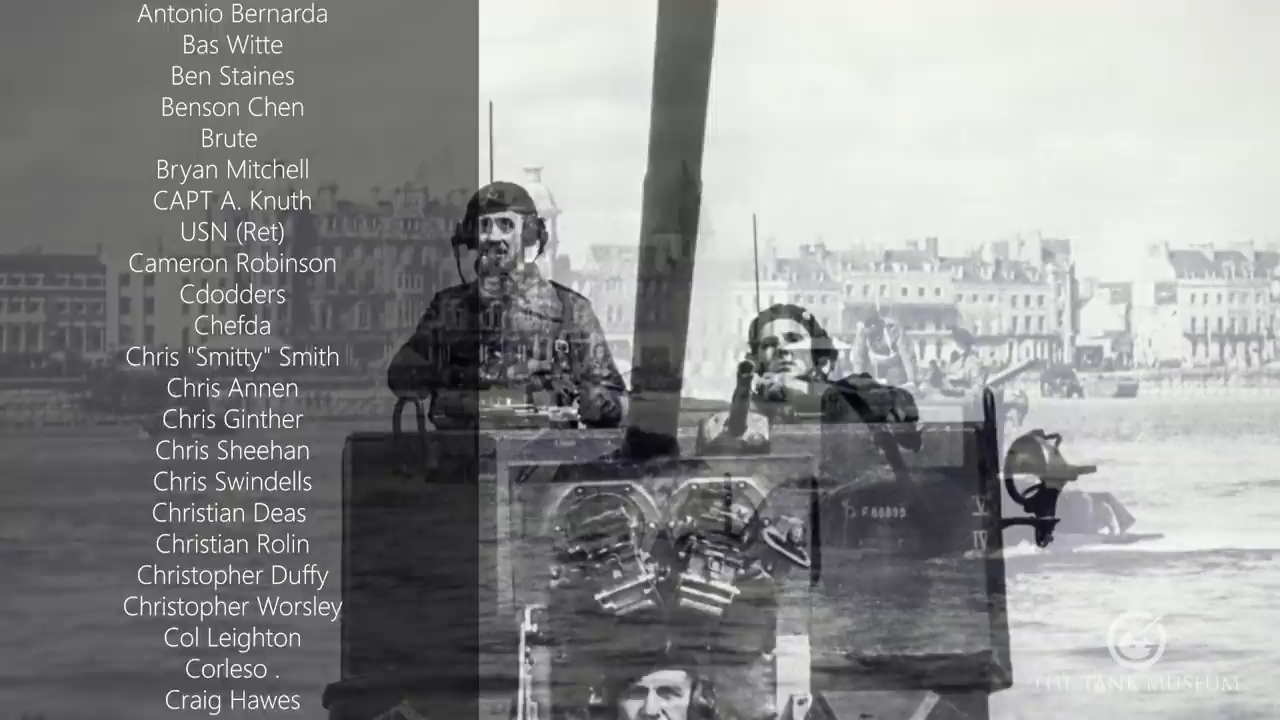 Antonio Bernarda
Bas Witte
Ben Staines
Benson Chen
Brute
Bryan Mitchell
CAPT A. Knuth
USN (Ret)
Cameron Robinson
Cdodders
Chefda
Chris "Smitty" Smith
Chris Annen
Chris Ginther
Chris Sheehan
Chris Swindells
Christian Deas
Christian Rolin
Christopher Duffy
Christopher Worsley
Col Leighton
Corleso .
Craig Hawes
V
IV
THE TANK MUSEUM